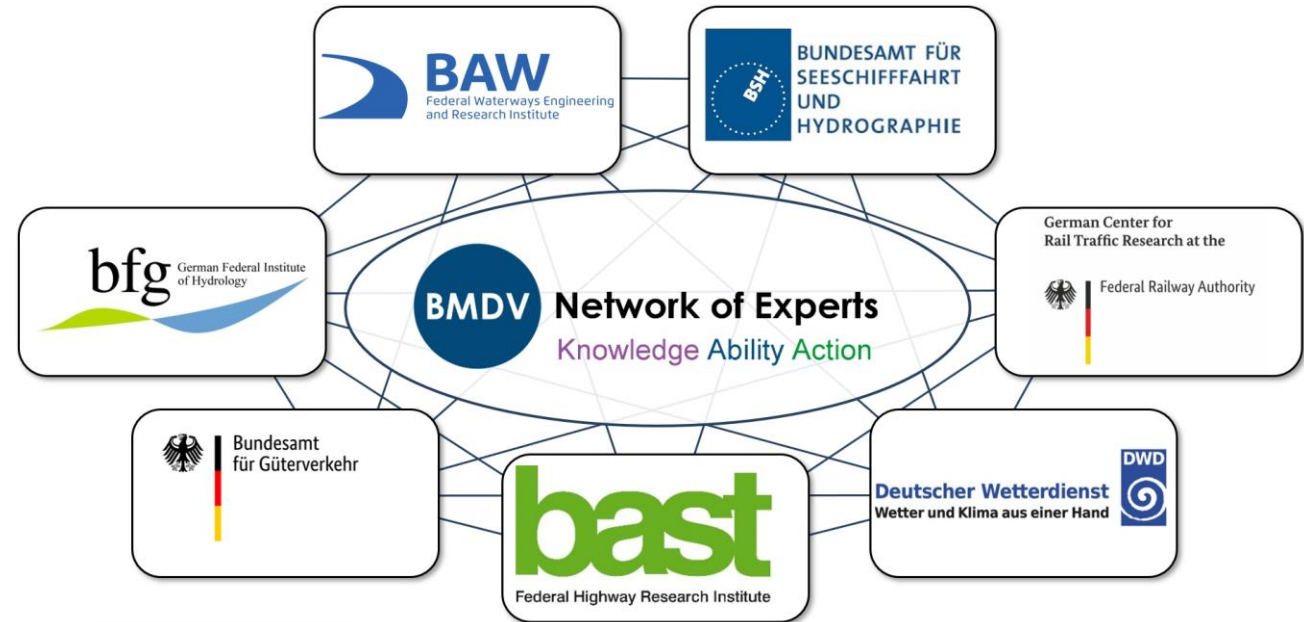 BAW
Federal Waterways Engineering
and Research Institute
BSH
BUNDESAMT FÜR
SEESCHIFFFAHRT
UND
HYDROGRAPHIE
bfg
German Federal Institute
of Hydrology
BMDV
Network of Experts
Knowledge Ability Action
German Center for
Rail Traffic Research at the
Federal Railway Authority
Bundesamt
für Güterverkehr
bast
Federal Highway Research Institute
DWD
Deutscher Wetterdienst
Wetter und Klima aus einer Hand